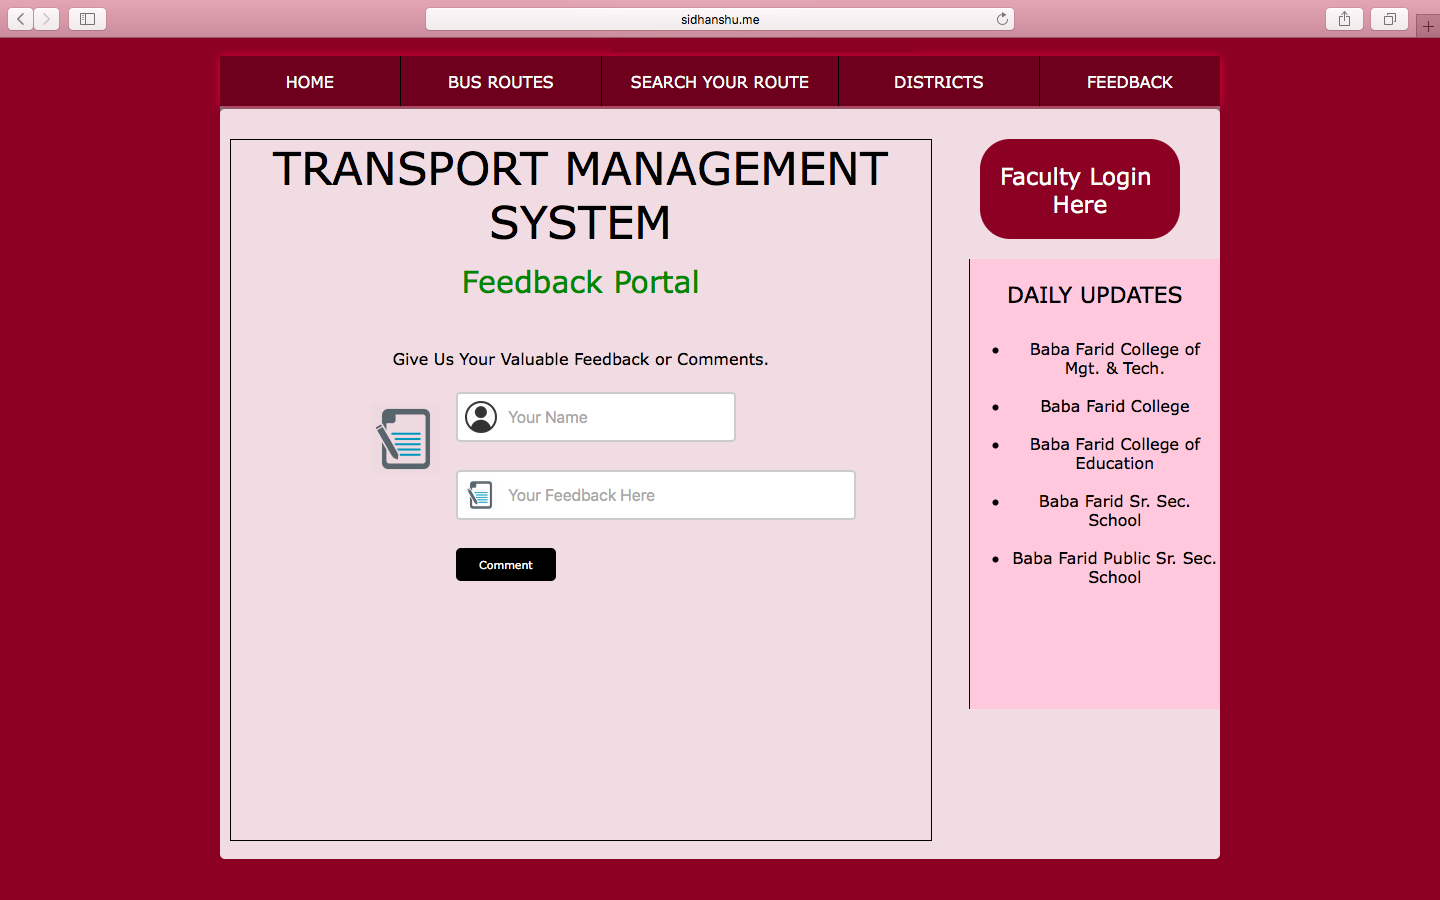 sidhanshu.me
HOME
BUS ROUTES
SEARCH YOUR ROUTE
DISTRICTS
FEEDBACK
TRANSPORT MANAGEMENT
SYSTEM
Feedback Portal
Give Us Your Valuable Feedback or Comments.
Your Name
Your Feedback Here
Comment
Faculty Login
Here
DAILY UPDATES
Baba Farid College of
Mgt. & Tech.
Baba Farid College
Baba Farid College of
Education
Baba Farid Sr. Sec.
School
Baba Farid Public Sr. Sec.
School